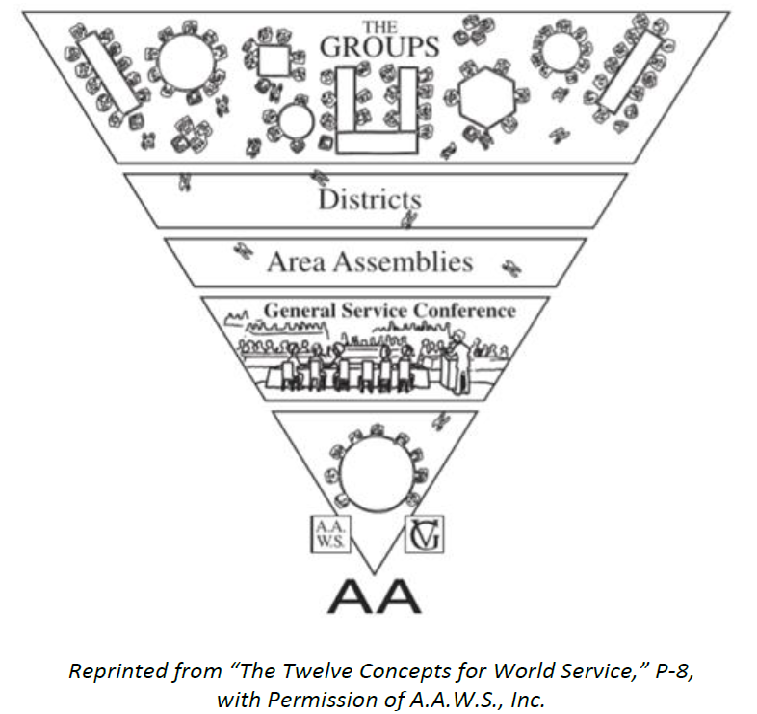 THE
GROUPS
Districts
Area Assemblies
General Service Conference
A.A.
W.S.
GV
AA
Reprinted from “The Twelve Concepts for World Service,” P-8,
with Permission of A.A.W.S., Inc.